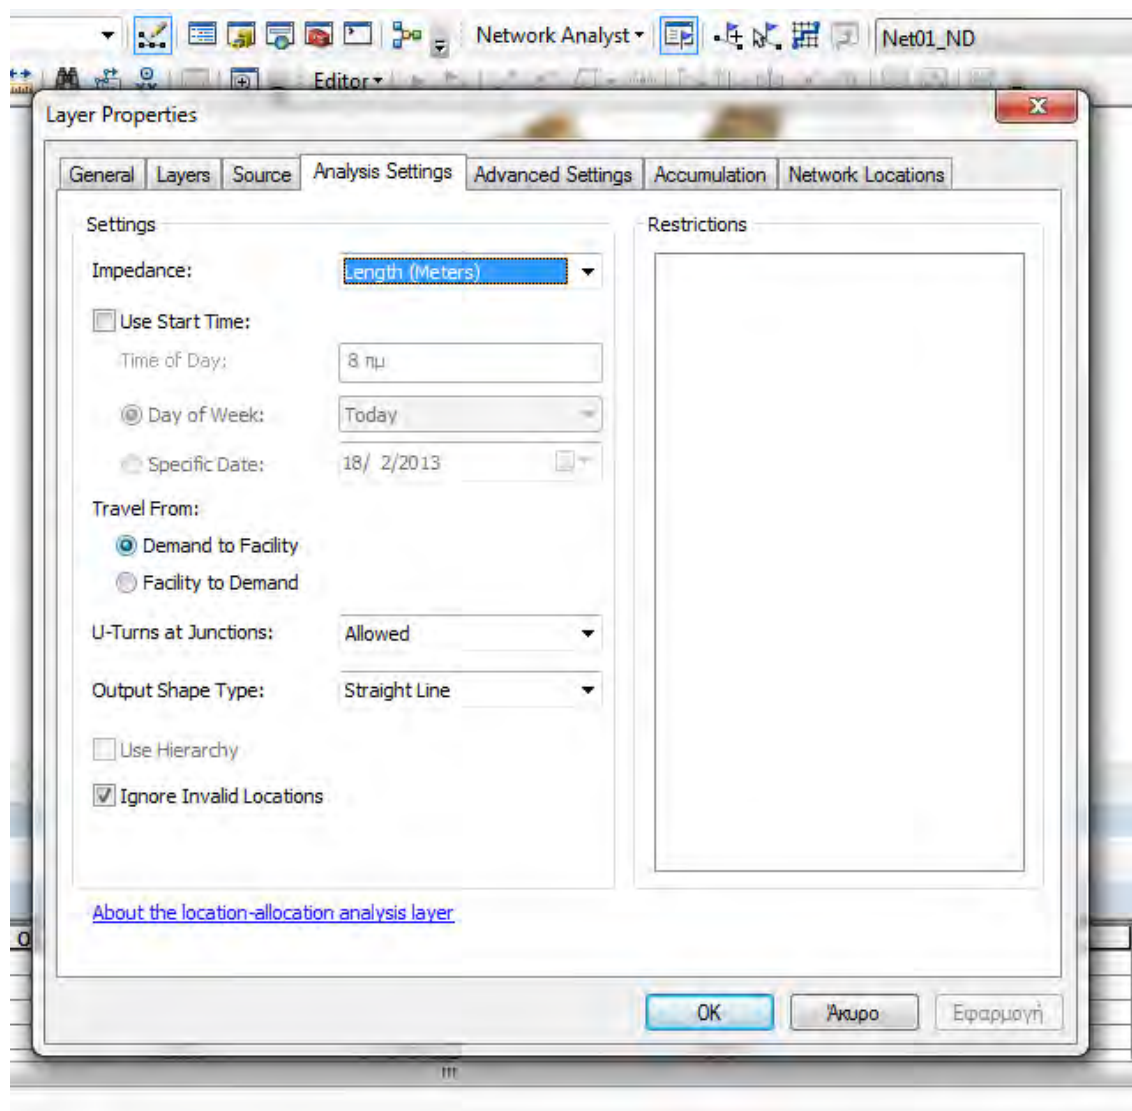 Network Analyst
Net01_ND
Editor
Layer Properties
General Layers Source Analysis Settings Advanced Settings Accumulation Network Locations
Settings
Restrictions
Impedance: Length (Meters)
Use Start Time:
Time of Day: 8 πμ
Day of Week: Today
Specific Date: 18/ 2/2013
Travel From:
Demand to Facility
Facility to Demand
U-Turns at Junctions: Allowed
Output Shape Type: Straight Line
Use Hierarchy
Ignore Invalid Locations
About the location-allocation analysis layer
OK Άκυρο Εφαρμογή